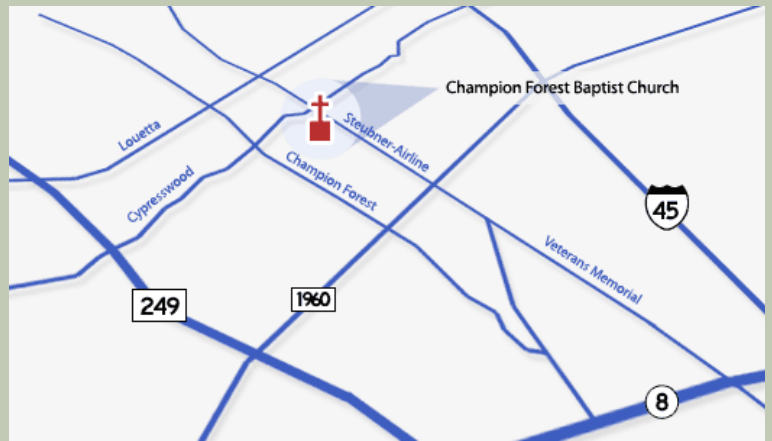 Champion Forest Baptist Church
Louetta
Steubner-Airline
Champion Forest
Cypresswood
45
Veterans Memorial
249
1960
8